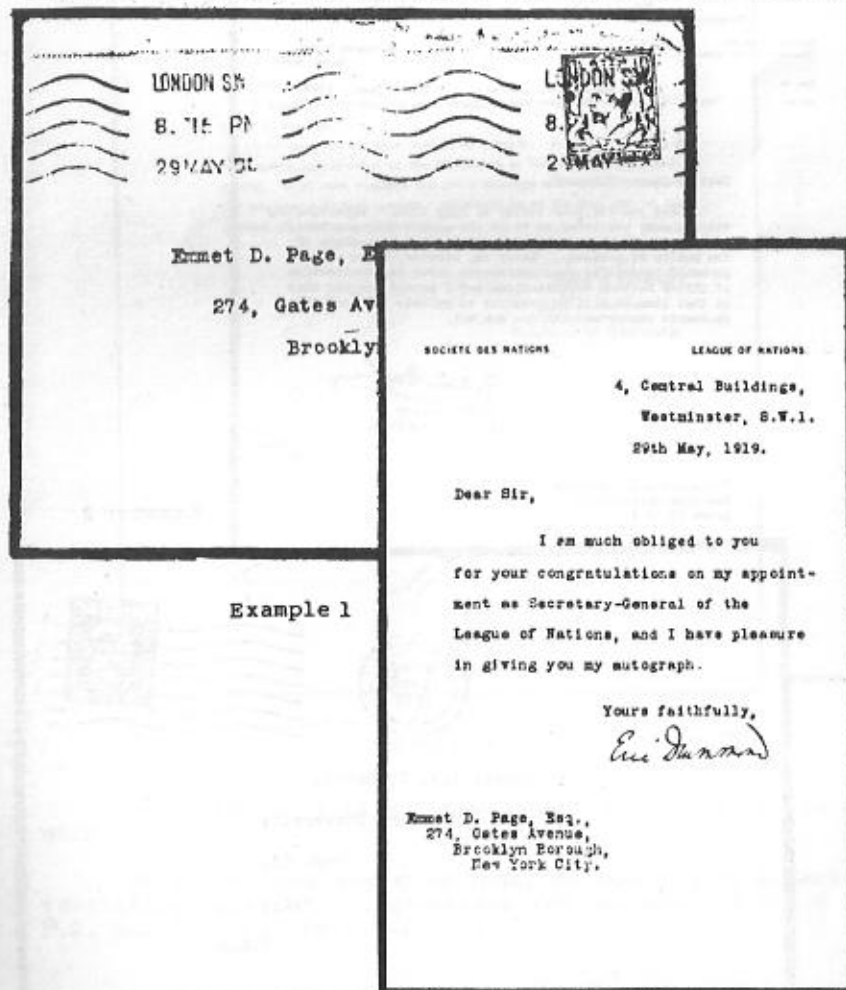 LONDON S.W.
8. 15 PM
29 MAY
LONDON S.W.
8.
29 MAY
Emmet D. Page, E
274, Gates Av
Brookly
SOCIETE DES NATIONS. LEAGUE OF NATIONS.
4, Central Buildings,
Westminster, S.W.1.
29th May, 1919.
Dear Sir,
I am much obliged to you
for your congratulations on my appoint-
ment as Secretary-General of the
League of Nations, and I have pleasure
in giving you my autograph.
Yours faithfully,
Eric Drummond
Emmet D. Page, Esq.,
274, Gates Avenue,
Brooklyn Borough,
New York City.
Example 1